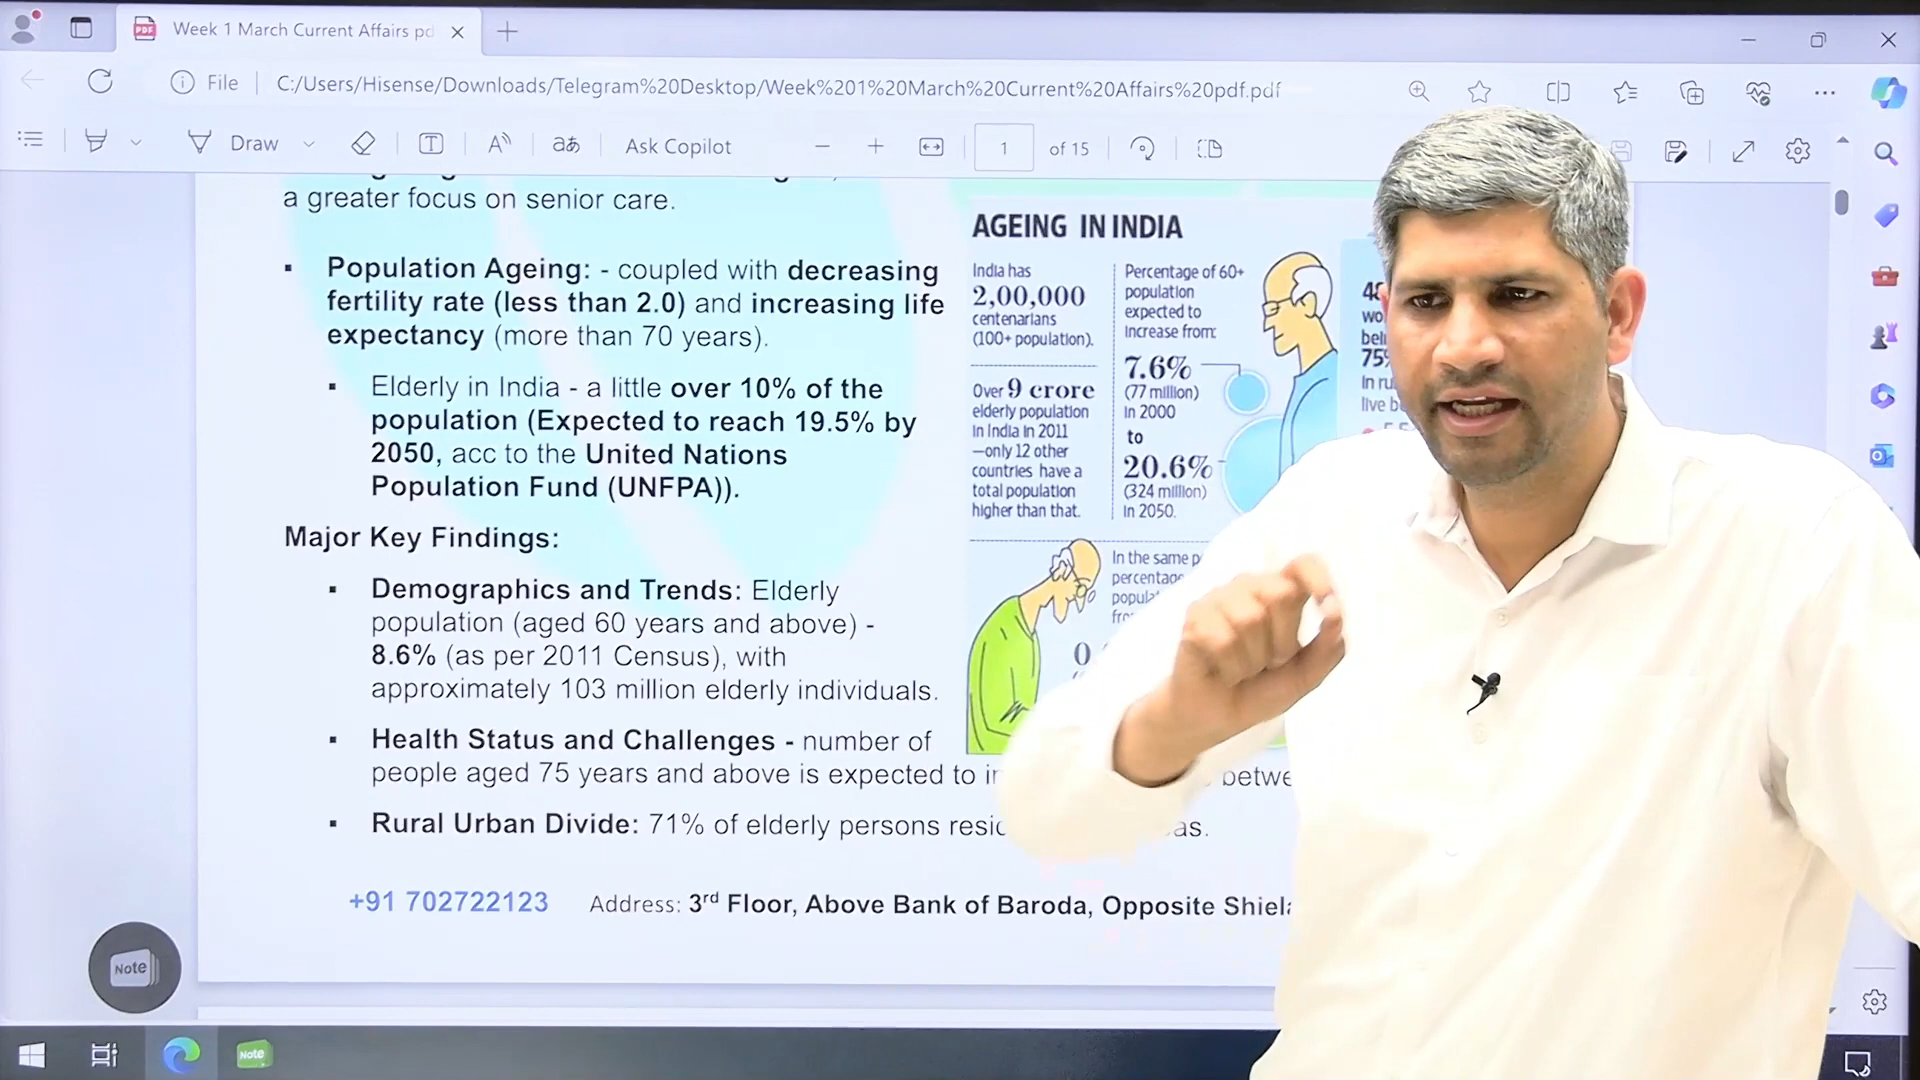 Week 1 March Current Affairs pd
File
C:/Users/Hisense/Downloads/Telegram%20Desktop/Week%201%20March%20Current%20Affairs%20pdf.pdf
Draw
Ask Copilot
1 of 15
a greater focus on senior care.
▪ Population Ageing: - coupled with decreasing
fertility rate (less than 2.0) and increasing life
expectancy (more than 70 years).
▪ Elderly in India - a little over 10% of the
population (Expected to reach 19.5% by
2050, acc to the United Nations
Population Fund (UNFPA)).
Major Key Findings:
▪ Demographics and Trends: Elderly
population (aged 60 years and above) -
8.6% (as per 2011 Census), with
approximately 103 million elderly individuals.
▪ Health Status and Challenges - number of
people aged 75 years and above is expected to
▪ Rural Urban Divide: 71% of elderly persons
AGEING IN INDIA
India has
2,00,000
centenarians
(100+ population).
Over 9 crore
elderly population
in India in 2011
—only 12 other
countries have a
total population
higher than that.
Percentage of 60+
population
expected to
increase from:
7.6%
(77 million)
in 2000
to
20.6%
(324 million)
in 2050.
In the same
+91 702722123
Address: 3rd Floor, Above Bank of Baroda, Opposite
Note
Note